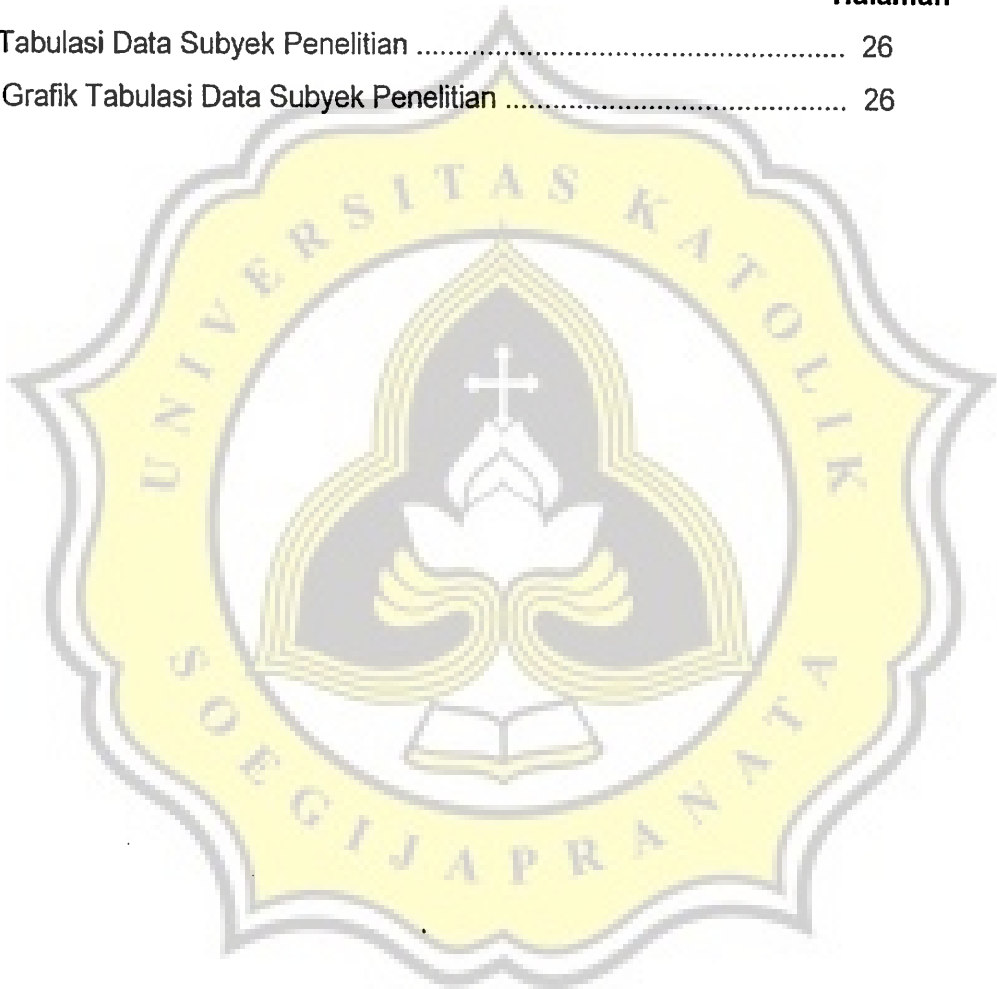 Halaman
Tabulasi Data Subyek Penelitian ........................................................................ 26
Grafik Tabulasi Data Subyek Penelitian ......................................................... 26
UNIVERSITAS KATOLIK
SOEGIJAPRANATA